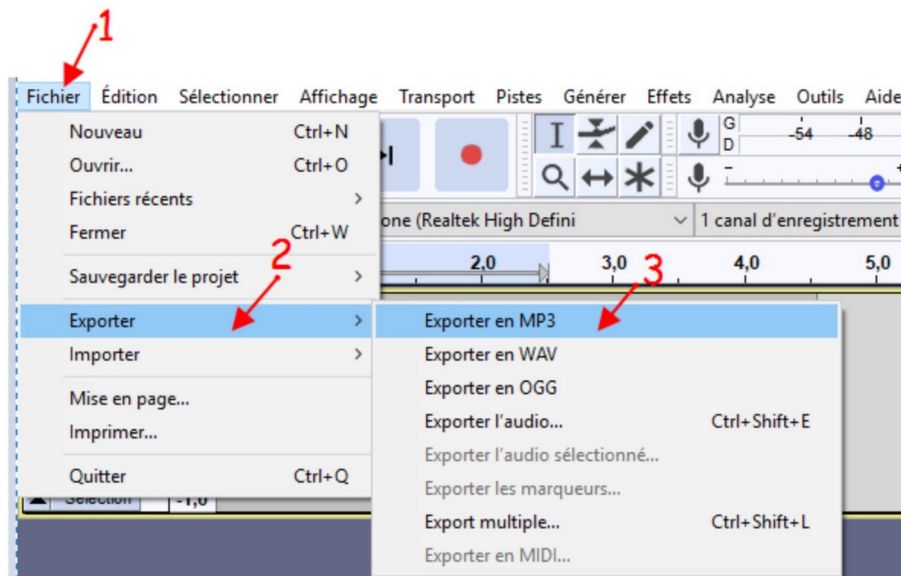 1
Fichier Édition Sélectionner Affichage Transport Pistes Générer Effets Analyse Outils Aide
Nouveau Ctrl+N
G
D
-54 -48
Ouvrir... Ctrl+O
Fichiers récents >
- +
Fermer Ctrl+W
one (Realtek High Defini
1 canal d'enregistrement
2
Sauvegarder le projet >
2,0 3,0 4,0 5,0
3
Exporter >
Exporter en MP3
Importer >
Exporter en WAV
Exporter en OGG
Mise en page...
Exporter l'audio... Ctrl+Shift+E
Imprimer...
Exporter l'audio sélectionné...
Quitter Ctrl+Q
Exporter les marqueurs...
Sélection -1,0
Export multiple... Ctrl+Shift+L
Exporter en MIDI...